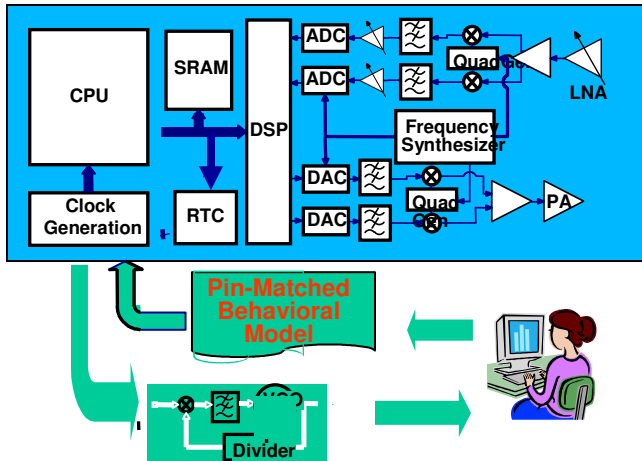 CPU
SRAM
DSP
ADC
ADC
LNA
Frequency
Synthesizer
Clock
Generation
RTC
DAC
DAC
Quad
PA
Pin-Matched
Behavioral
Model
Divider